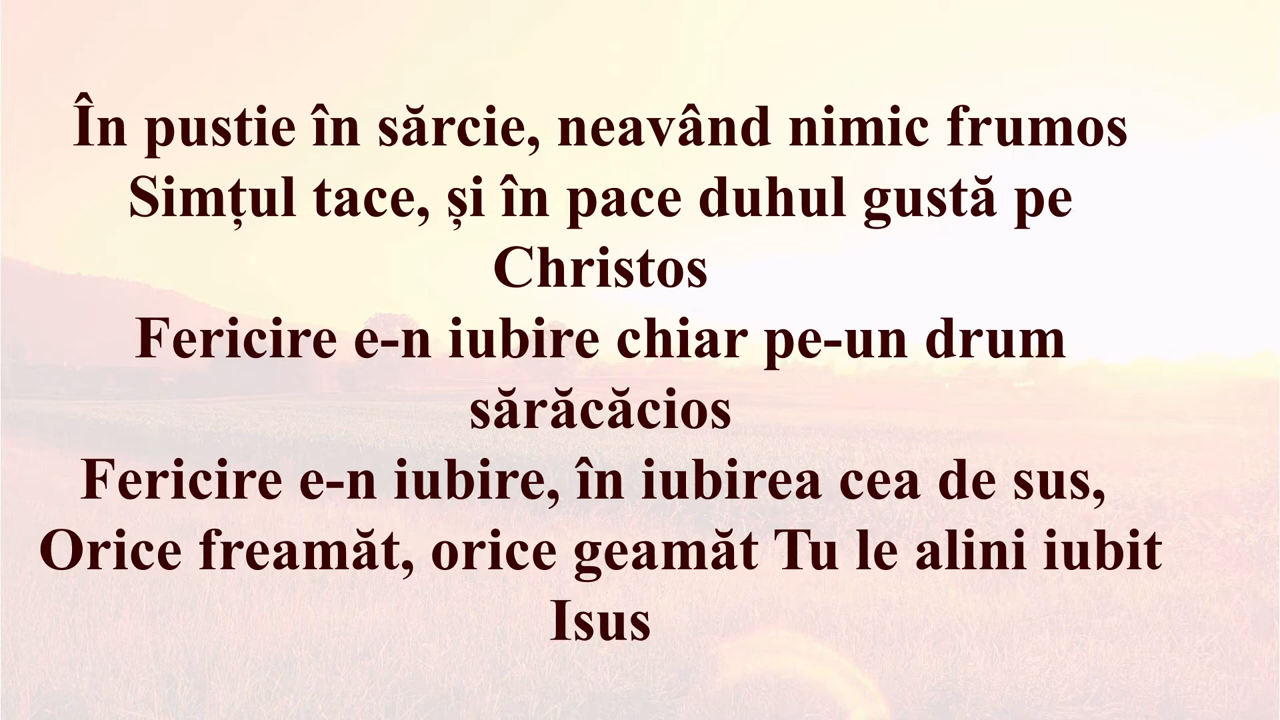 În pustie în sărcie, neavând nimic frumos
Simțul tace, și în pace duhul gustă pe
Christos
Fericire e-n iubire chiar pe-un drum
sărăcăcios
Fericire e-n iubire, în iubirea cea de sus,
Orice freamăt, orice geamăt Tu le alini iubit
Isus